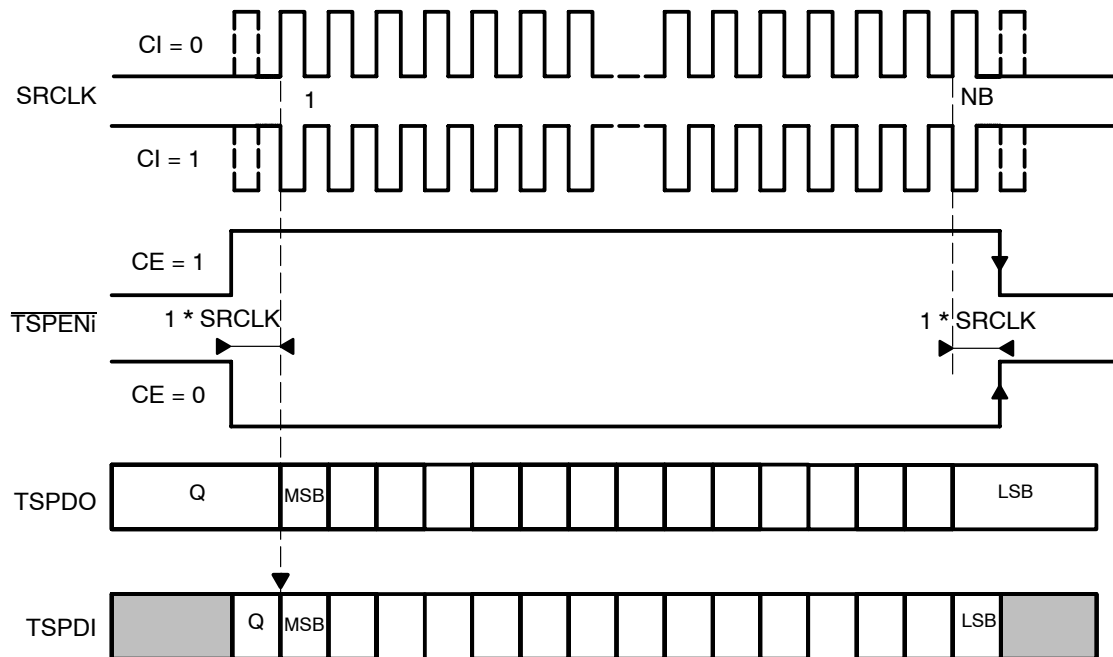 CI = 0
SRCLK
1
NB
CI = 1
CE = 1
TSPENi
1 * SRCLK
1 * SRCLK
CE = 0
TSPDO
Q
MSB
LSB
TSPDI
Q
MSB
LSB